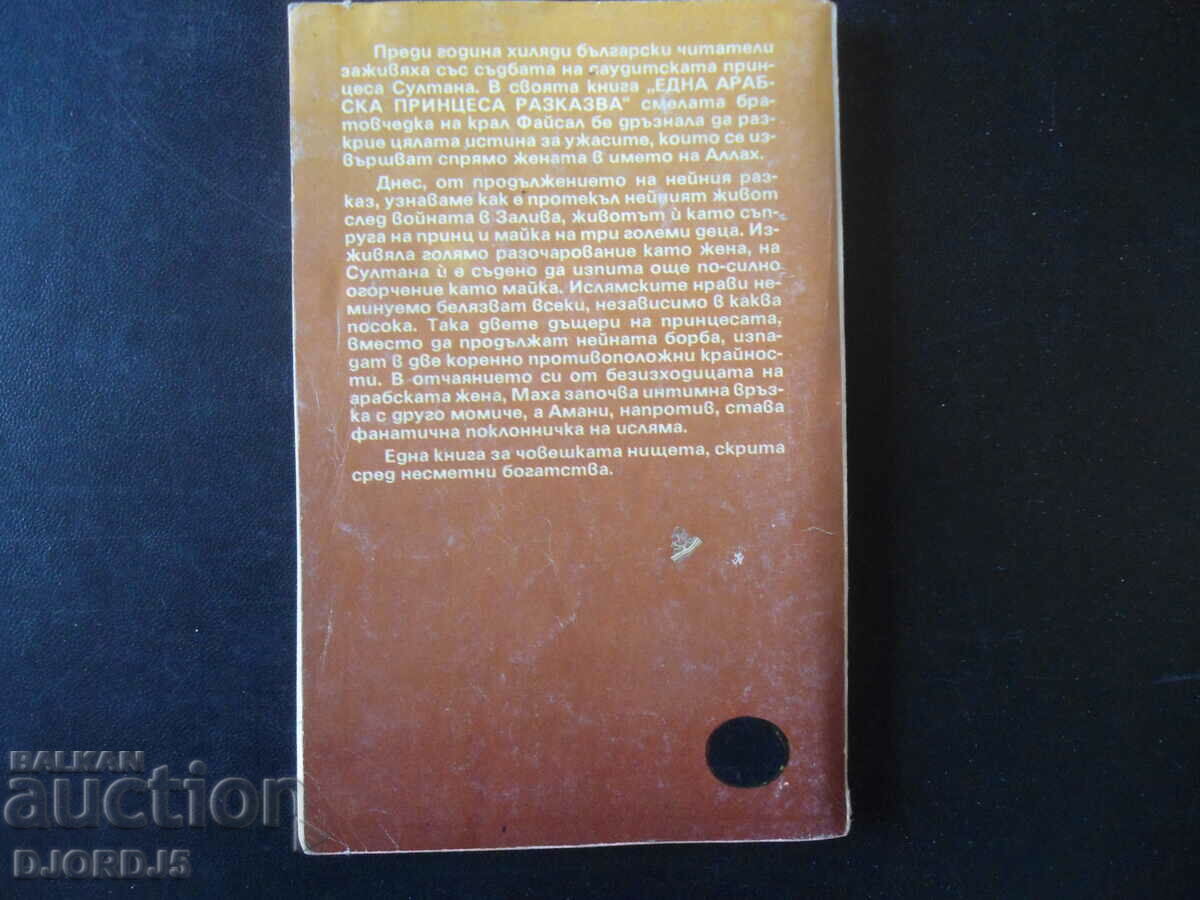 Преди година хиляди български читатели
заживяха със съдбата на саудитската прин-
цеса Султана. В своята книга „ЕДНА АРАБ-
СКА ПРИНЦЕСА РАЗКАЗВА" смелата бра-
товчедка на крал Файсал бе дръзнала да раз-
крие цялата истина за ужасите, които се из-
вършват спрямо жената в името на Аллах.
Днес, от продължението на нейния раз-
каз, узнаваме как е протекъл нейният живот
след войната в Залива, животът ѝ като съп-
руга на принц и майка на три големи деца. Из-
живяла голямо разочарование като жена, на
Султана ѝ е съдено да изпита още по-силно
огорчение като майка. Ислямските нрави не-
минуемо белязват всеки, независимо в каква
посока. Така двете дъщери на принцесата,
вместо да продължат нейната борба, изпа-
дат в две коренно противоположни крайнос-
ти. В отчаянието си от безизходицата на
арабската жена, Маха започва интимна връз-
ка с друго момиче, а Амани, напротив, става
фанатична поклонничка на исляма.
Една книга за човешката нищета, скрита
сред несметни богатства.
BALKAN
auction
DJORD_J5